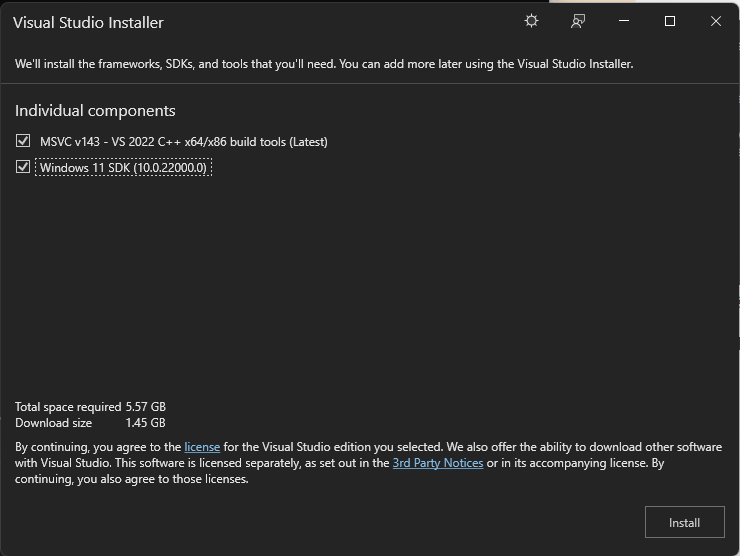 Visual Studio Installer
We'll install the frameworks, SDKs, and tools that you'll need. You can add more later using the Visual Studio Installer.
Individual components
MSVC v143 - VS 2022 C++ x64/x86 build tools (Latest)
Windows 11 SDK (10.0.22000.0)
Total space required 5.57 GB
Download size 1.45 GB
By continuing, you agree to the license for the Visual Studio edition you selected. We also offer the ability to download other software
with Visual Studio. This software is licensed separately, as set out in the 3rd Party Notices or in its accompanying license. By
continuing, you also agree to those licenses.
Install